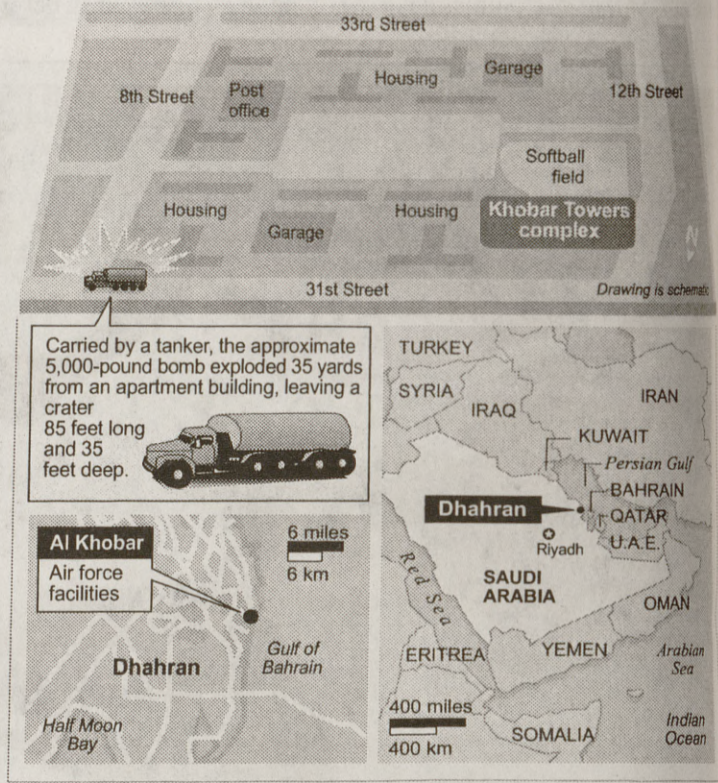 33rd Street
8th Street
Post
office
Housing
Garage
12th Street
Softball
field
Housing
Garage
Housing
Khobar Towers
complex
N
31st Street
Drawing is schematic
Carried by a tanker, the approximate
5,000-pound bomb exploded 35 yards
from an apartment building, leaving a
crater
85 feet long
and 35
feet deep.
TURKEY
SYRIA
IRAQ
IRAN
KUWAIT
Persian Gulf
BAHRAIN
Dhahran
QATAR
U.A.E.
Riyadh
SAUDI
ARABIA
Red Sea
OMAN
ERITREA
YEMEN
Arabian
Sea
400 miles
400 km
SOMALIA
Indian
Ocean
Al Khobar
Air force
facilities
6 miles
6 km
Dhahran
Gulf of
Bahrain
Half Moon
Bay